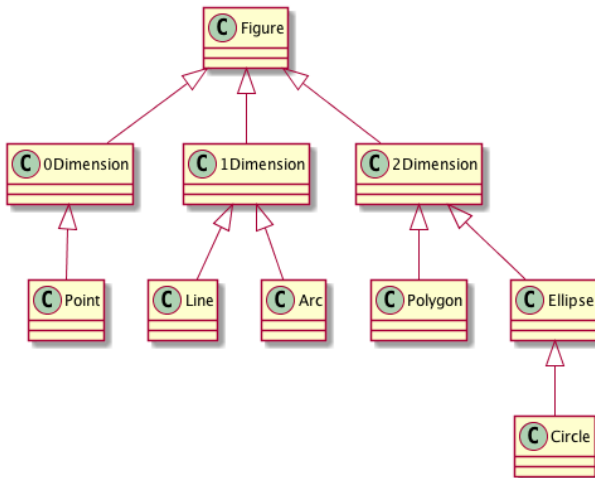 C Figure
C 0Dimension
C 1Dimension
C 2Dimension
C Point
C Line
C Arc
C Polygon
C Ellipse
C Circle